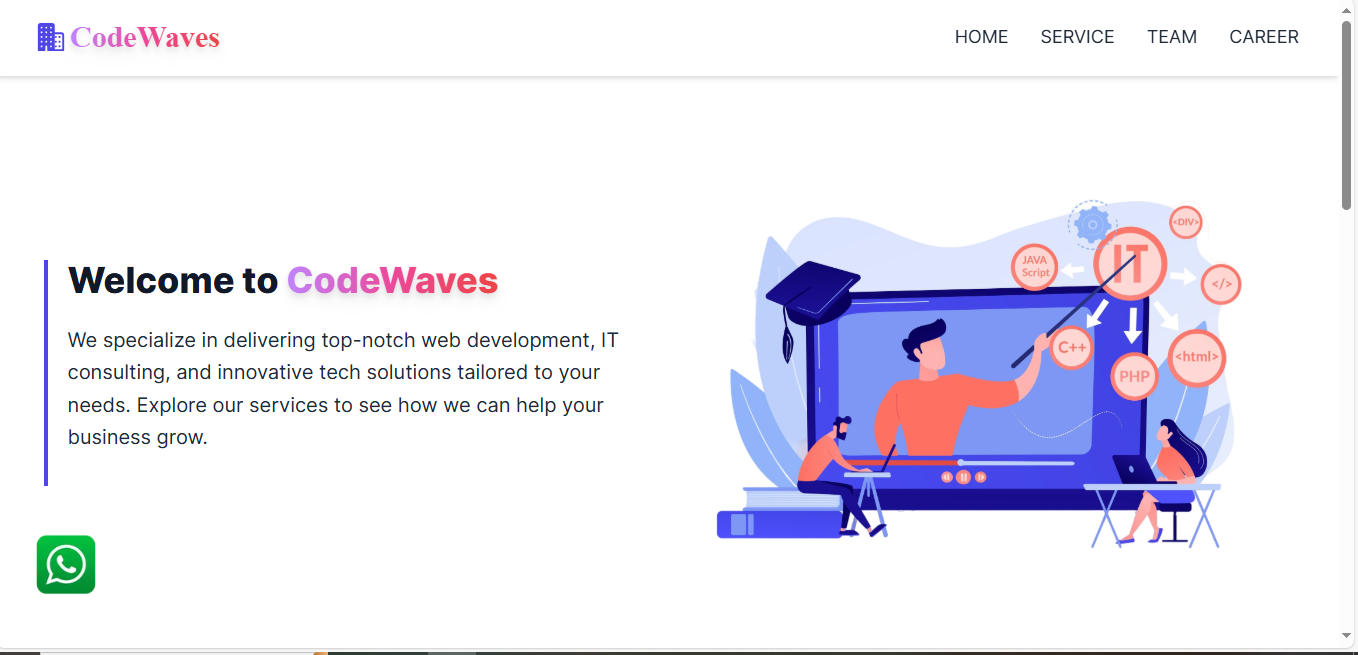 CodeWaves
HOME SERVICE TEAM CAREER
Welcome to CodeWaves
We specialize in delivering top-notch web development, IT
consulting, and innovative tech solutions tailored to your
needs. Explore our services to see how we can help your
business grow.
<DIV>
IT
JAVA
Script
</>
C++
<html>
PHP